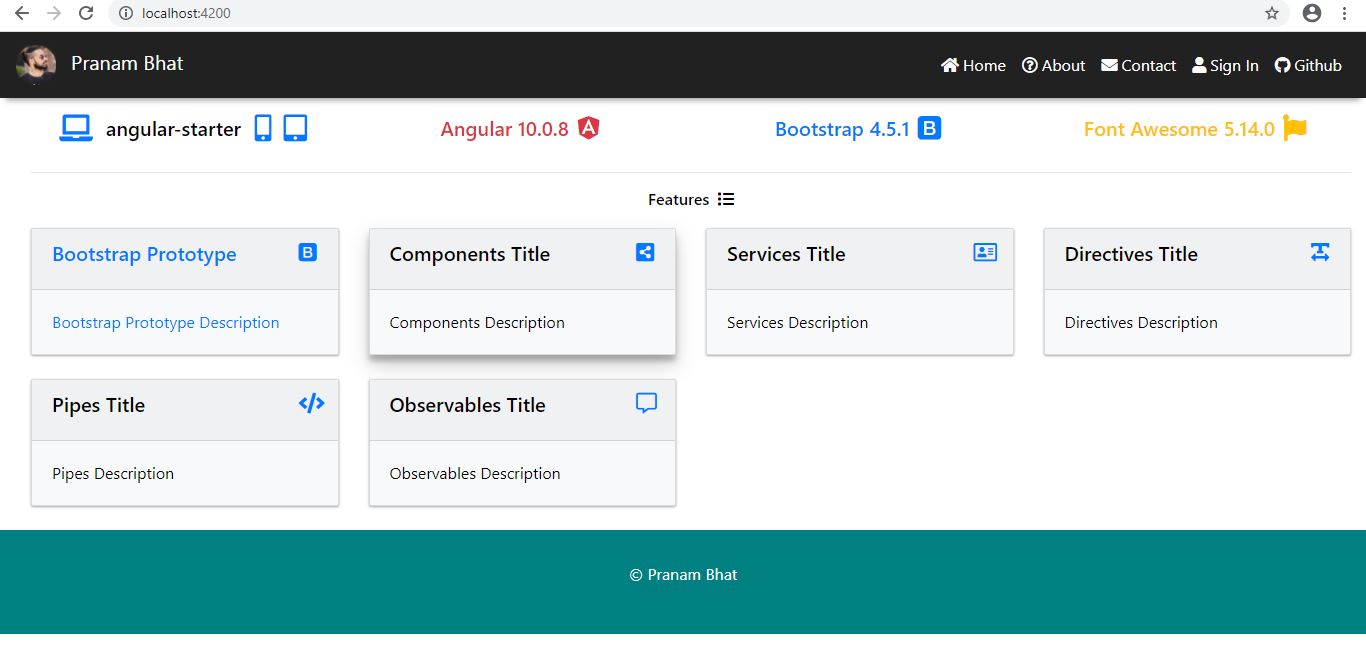 localhost:4200
Pranam Bhat
Home About Contact Sign In Github
angular-starter Angular 10.0.8 Bootstrap 4.5.1 B Font Awesome 5.14.0
Features
Bootstrap Prototype B
Bootstrap Prototype Description
Components Title
Components Description
Services Title
Services Description
Directives Title
Directives Description
Pipes Title
Pipes Description
Observables Title
Observables Description
© Pranam Bhat